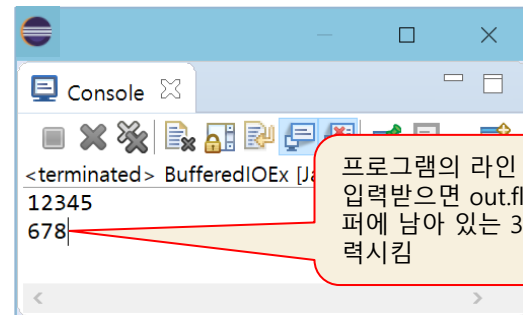 Console
<terminated> BufferedIOEx [Ja
12345
678
프로그램의 라인
입력받으면 out.fl
퍼에 남아 있는 3
력시킴